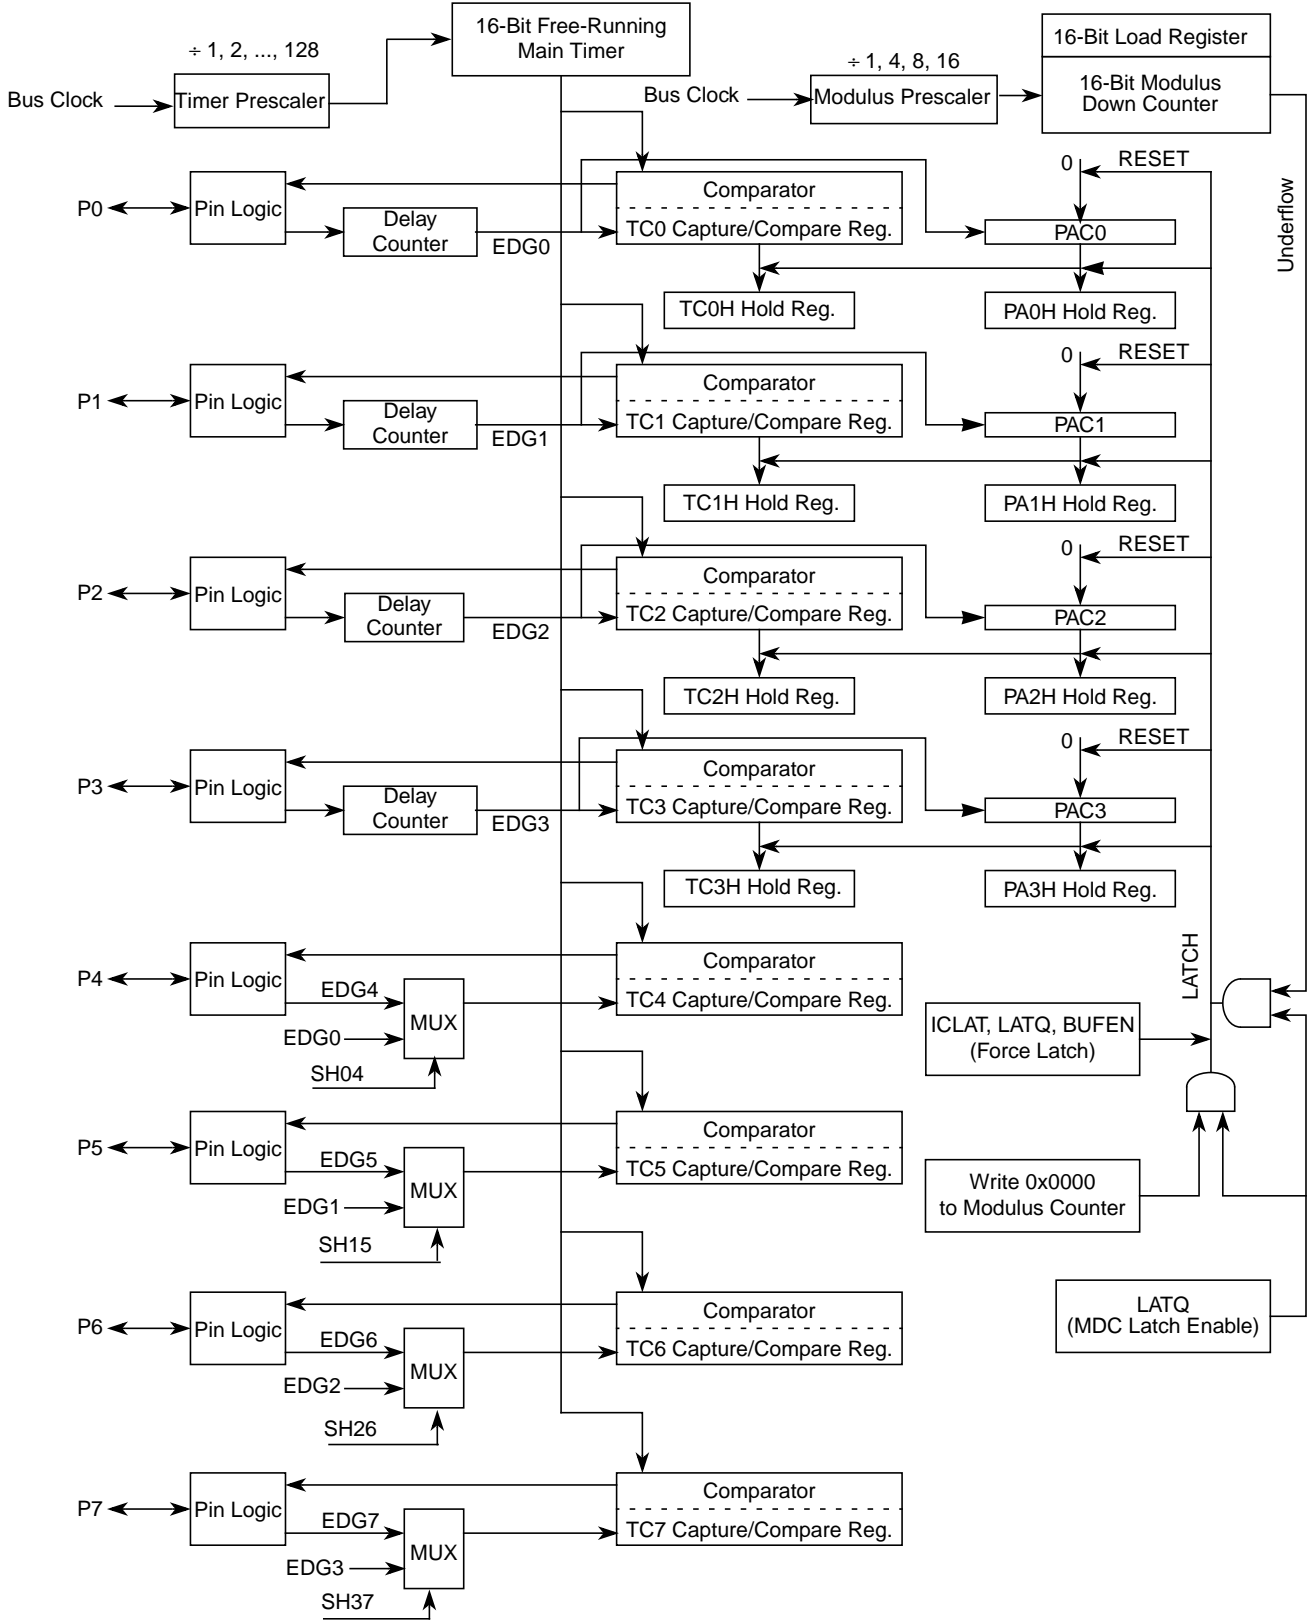 16-Bit Free-Running
Main Timer
÷ 1, 2, ..., 128
Bus Clock
Timer Prescaler
÷ 1, 4, 8, 16
Bus Clock
Modulus Prescaler
16-Bit Load Register
16-Bit Modulus
Down Counter
Underflow
P0
Pin Logic
Delay
Counter
EDG0
Comparator
TC0 Capture/Compare Reg.
0
RESET
PAC0
TC0H Hold Reg.
PA0H Hold Reg.
P1
Pin Logic
Delay
Counter
EDG1
Comparator
TC1 Capture/Compare Reg.
0
RESET
PAC1
TC1H Hold Reg.
PA1H Hold Reg.
P2
Pin Logic
Delay
Counter
EDG2
Comparator
TC2 Capture/Compare Reg.
0
RESET
PAC2
TC2H Hold Reg.
PA2H Hold Reg.
P3
Pin Logic
Delay
Counter
EDG3
Comparator
TC3 Capture/Compare Reg.
0
RESET
PAC3
TC3H Hold Reg.
PA3H Hold Reg.
LATCH
P4
Pin Logic
EDG4
EDG0
MUX
SH04
Comparator
TC4 Capture/Compare Reg.
ICLAT, LATQ, BUFEN
(Force Latch)
P5
Pin Logic
EDG5
EDG1
MUX
SH15
Comparator
TC5 Capture/Compare Reg.
Write 0x0000
to Modulus Counter
P6
Pin Logic
EDG6
EDG2
MUX
SH26
Comparator
TC6 Capture/Compare Reg.
LATQ
(MDC Latch Enable)
P7
Pin Logic
EDG7
EDG3
MUX
SH37
Comparator
TC7 Capture/Compare Reg.